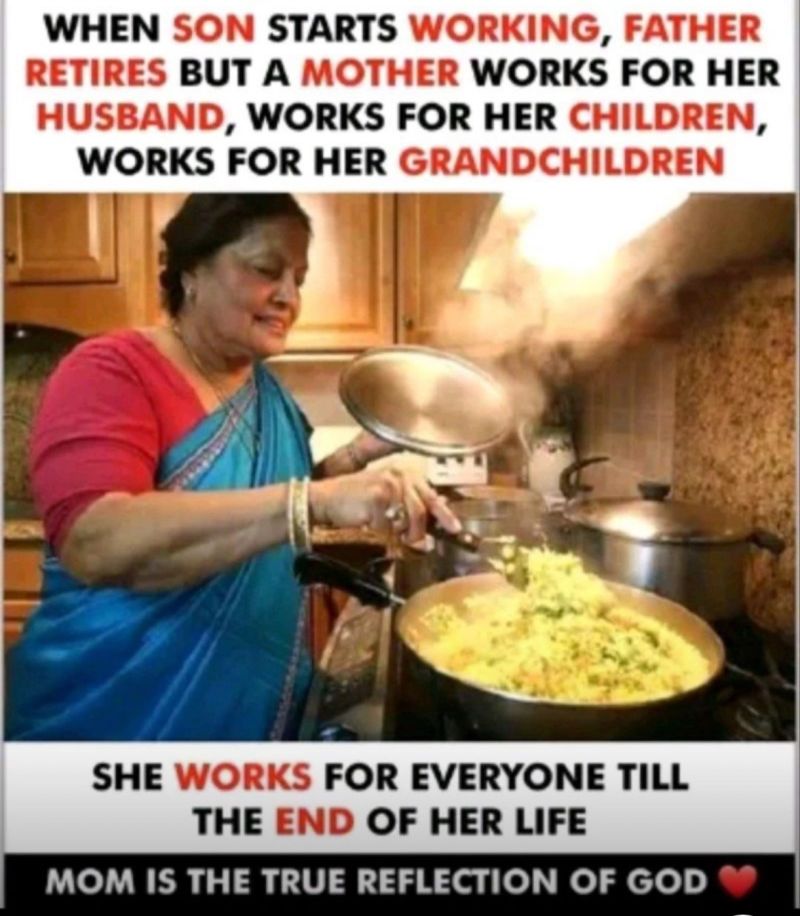 WHEN SON STARTS WORKING, FATHER
RETIRES BUT A MOTHER WORKS FOR HER
HUSBAND, WORKS FOR HER CHILDREN,
WORKS FOR HER GRANDCHILDREN
SHE WORKS FOR EVERYONE TILL
THE END OF HER LIFE
MOM IS THE TRUE REFLECTION OF GOD ❤️